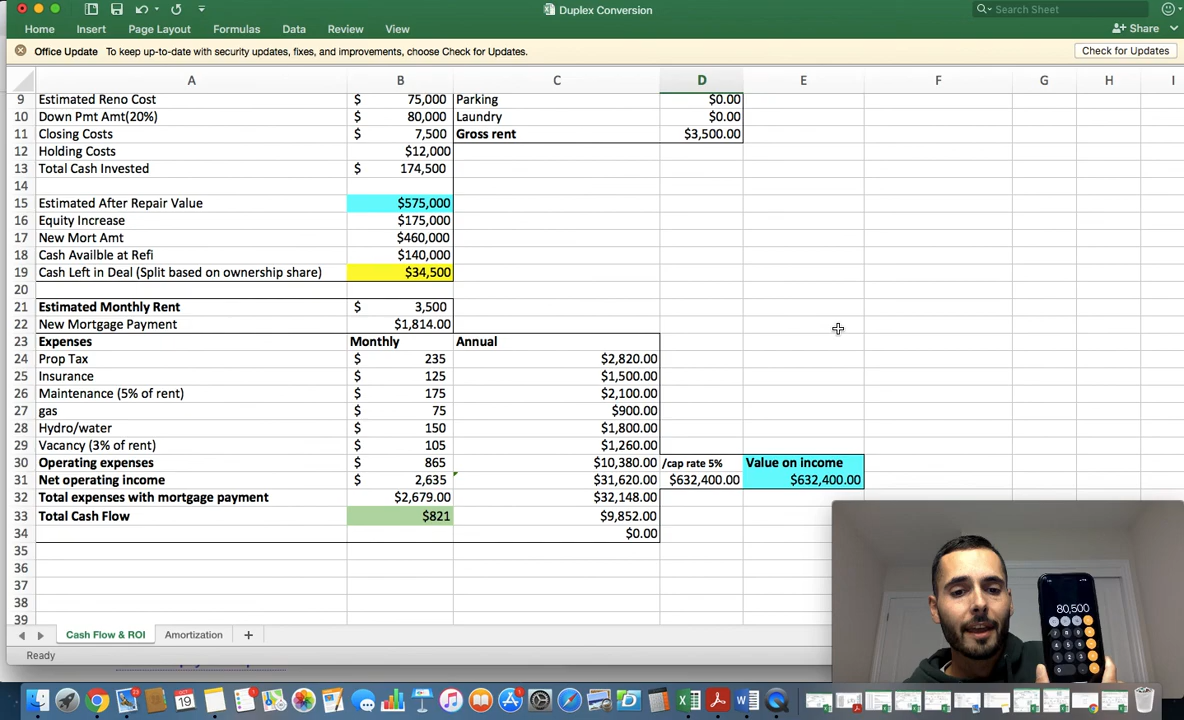 Duplex Conversion
Search Sheet
Home Insert Page Layout Formulas Data Review View
Share
Office Update To keep up-to-date with security updates, fixes, and improvements, choose Check for Updates.
Check for Updates
A B C D E F G H I
9 Estimated Reno Cost $ 75,000 Parking $0.00
10 Down Pmt Amt(20%) $ 80,000 Laundry $0.00
11 Closing Costs $ 7,500 Gross rent $3,500.00
12 Holding Costs $12,000
13 Total Cash Invested $ 174,500
14
15 Estimated After Repair Value $575,000
16 Equity Increase $175,000
17 New Mort Amt $460,000
18 Cash Availble at Refi $140,000
19 Cash Left in Deal (Split based on ownership share) $34,500
20
21 Estimated Monthly Rent $ 3,500
22 New Mortgage Payment $1,814.00
23 Expenses Monthly Annual
24 Prop Tax $ 235 $2,820.00
25 Insurance $ 125 $1,500.00
26 Maintenance (5% of rent) $ 175 $2,100.00
27 gas $ 75 $900.00
28 Hydro/water $ 150 $1,800.00
29 Vacancy (3% of rent) $ 105 $1,260.00
30 Operating expenses $ 865 $10,380.00 /cap rate 5% Value on income
31 Net operating income $ 2,635 $31,620.00 $632,400.00 $632,400.00
32 Total expenses with mortgage payment $2,679.00 $32,148.00
33 Total Cash Flow $821 $9,852.00
34 $0.00
35
36
37
38
39
80,500
Cash Flow & ROI Amortization
Ready